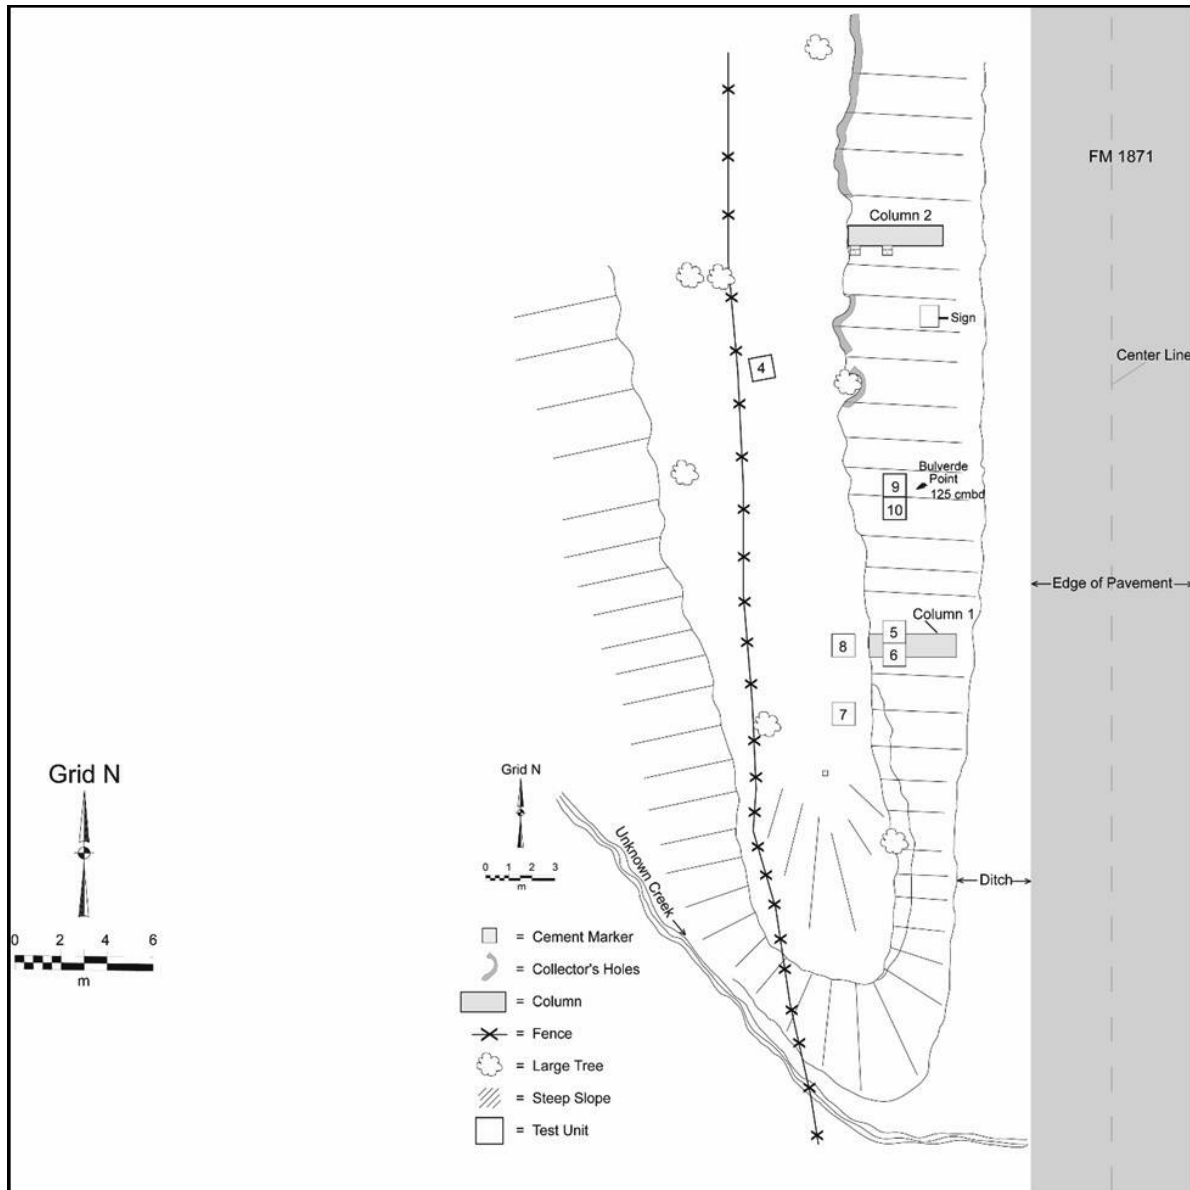 FM 1871
Column 2
Sign
Center Line
4
Bulverde
Point
125 cmbd
9
10
Edge of Pavement
Column 1
5
8
6
7
Grid N
0 2 4 6
m
Grid N
0 1 2 3
m
Unknown Creek
Ditch
= Cement Marker
= Collector's Holes
= Column
= Fence
= Large Tree
= Steep Slope
= Test Unit